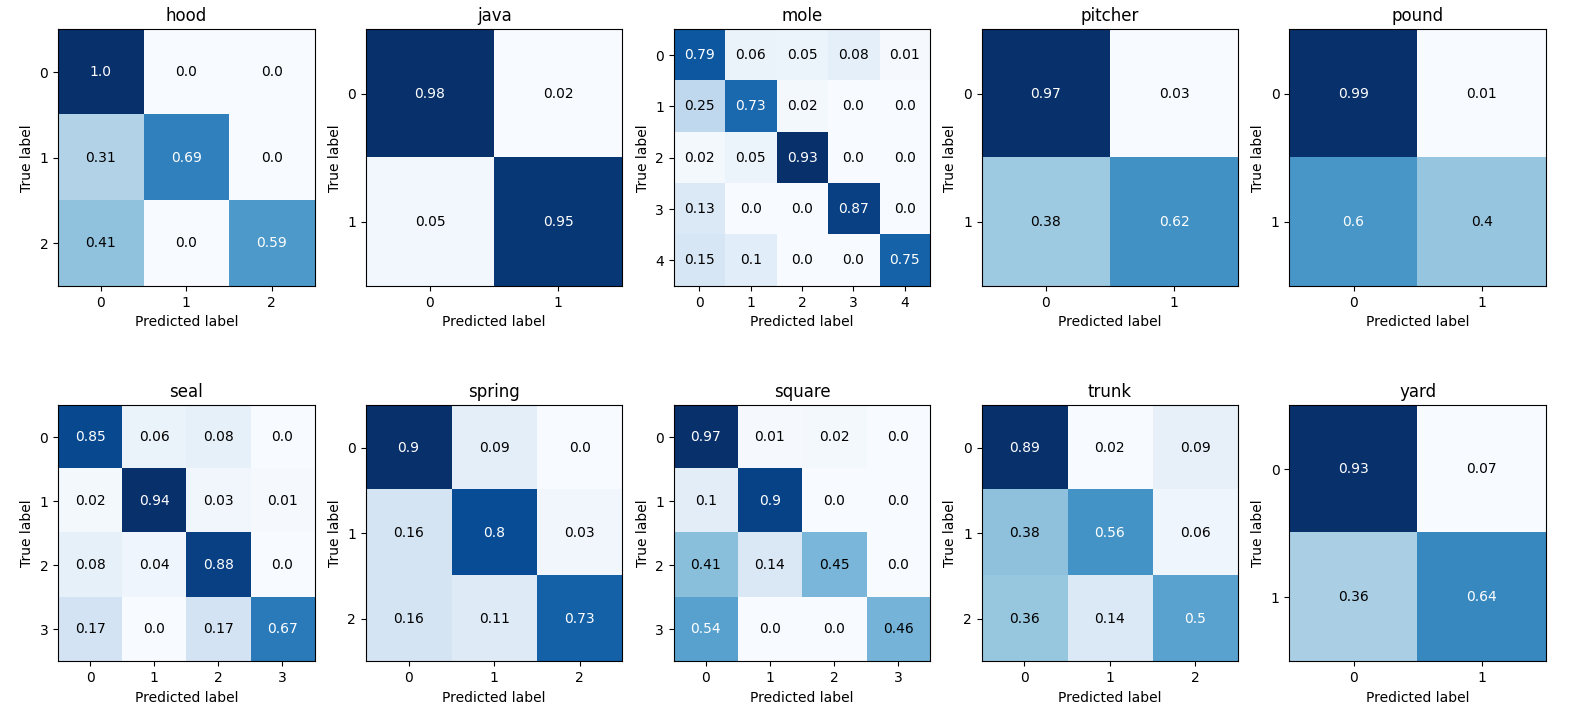 hood
True label
0 1.0 0.0 0.0
1 0.31 0.69 0.0
2 0.41 0.0 0.59
0 1 2
Predicted label
java
True label
0 0.98 0.02
1 0.05 0.95
0 1
Predicted label
mole
True label
0 0.79 0.06 0.05 0.08 0.01
1 0.25 0.73 0.02 0.0 0.0
2 0.02 0.05 0.93 0.0 0.0
3 0.13 0.0 0.0 0.87 0.0
4 0.15 0.1 0.0 0.0 0.75
0 1 2 3 4
Predicted label
pitcher
True label
0 0.97 0.03
1 0.38 0.62
0 1
Predicted label
pound
True label
0 0.99 0.01
1 0.6 0.4
0 1
Predicted label
seal
True label
0 0.85 0.06 0.08 0.0
1 0.02 0.94 0.03 0.01
2 0.08 0.04 0.88 0.0
3 0.17 0.0 0.17 0.67
0 1 2 3
Predicted label
spring
True label
0 0.9 0.09 0.0
1 0.16 0.8 0.03
2 0.16 0.11 0.73
0 1 2
Predicted label
square
True label
0 0.97 0.01 0.02 0.0
1 0.1 0.9 0.0 0.0
2 0.41 0.14 0.45 0.0
3 0.54 0.0 0.0 0.46
0 1 2 3
Predicted label
trunk
True label
0 0.89 0.02 0.09
1 0.38 0.56 0.06
2 0.36 0.14 0.5
0 1 2
Predicted label
yard
True label
0 0.93 0.07
1 0.36 0.64
0 1
Predicted label